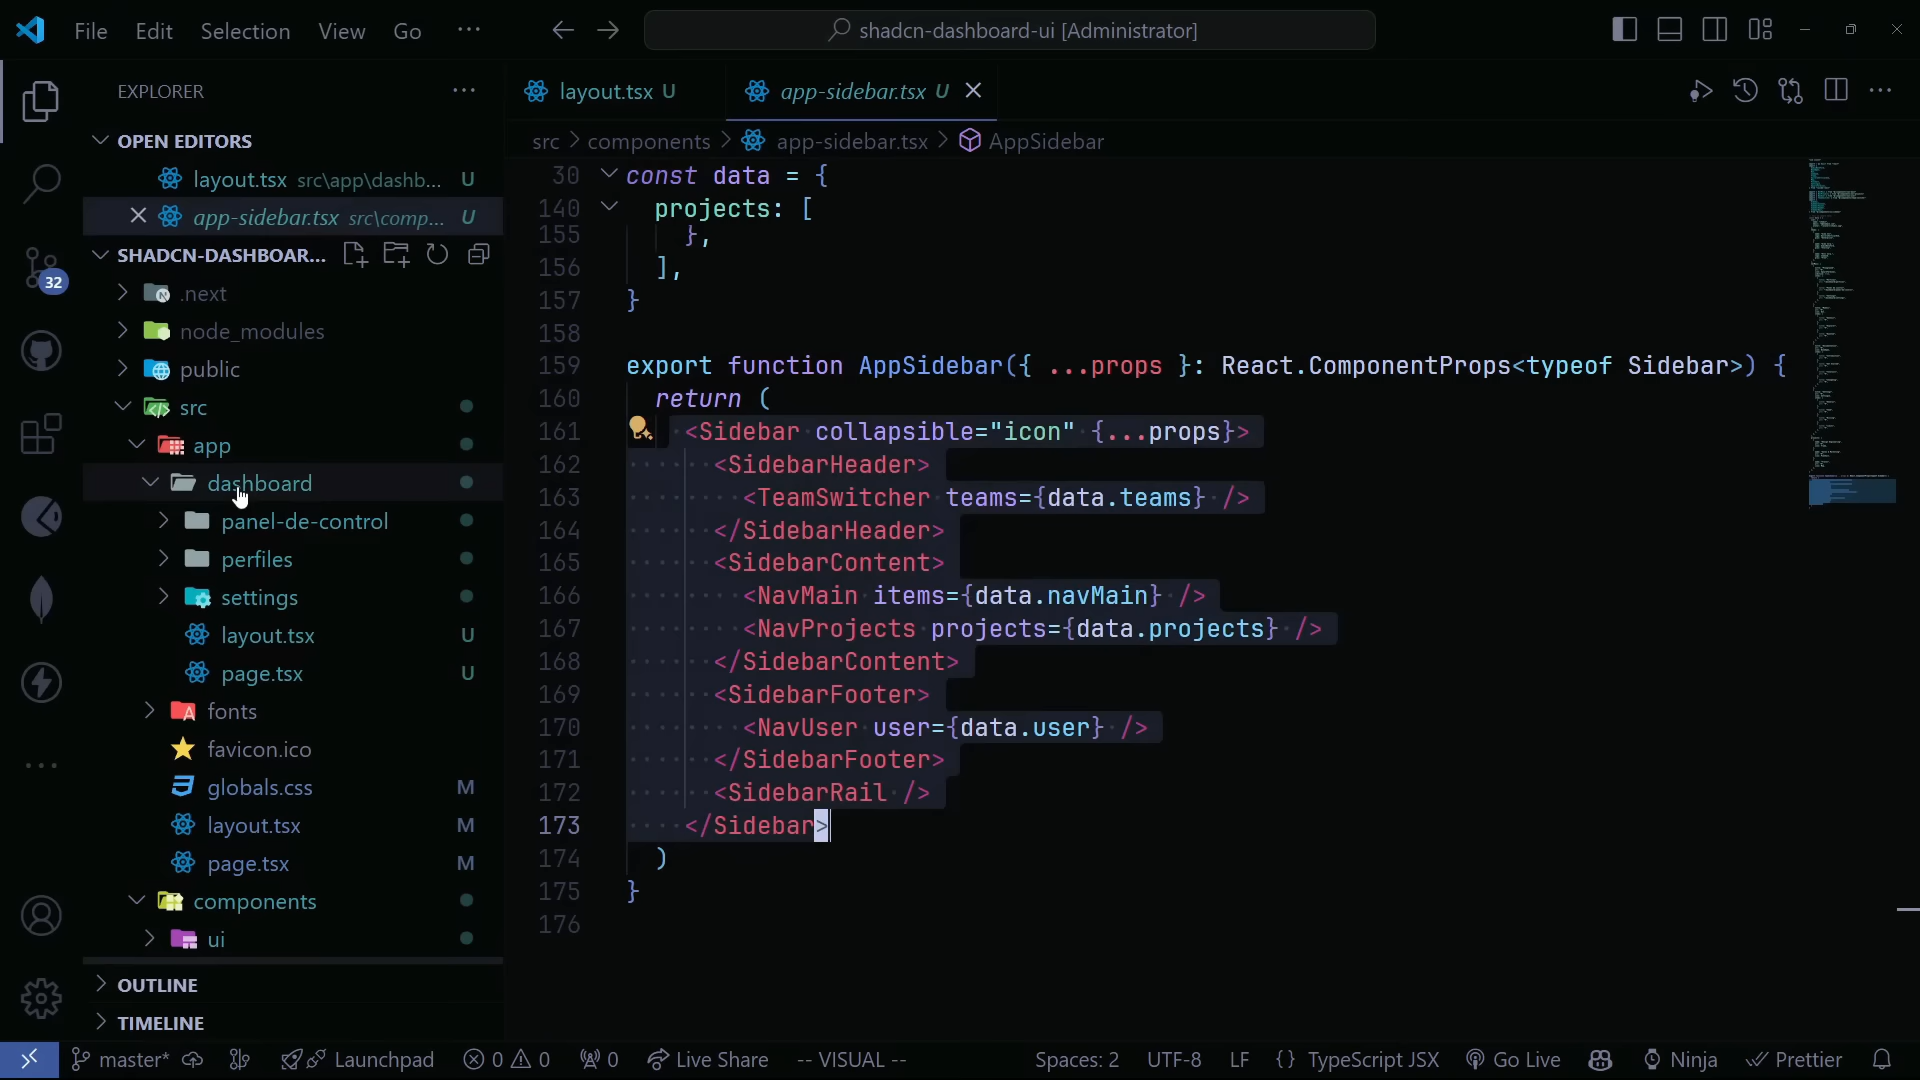 File Edit Selection View Go ··· shadcn-dashboard-ui [Administrator]
EXPLORER
OPEN EDITORS
layout.tsx src\app\dashb... U
app-sidebar.tsx src\comp... U
SHADCN-DASHBOAR...
32
.next
node_modules
public
src
app
dashboard
panel-de-control
perfiles
settings
layout.tsx U
page.tsx U
fonts
favicon.ico
globals.css M
layout.tsx M
page.tsx M
components
ui
OUTLINE
TIMELINE
layout.tsx U app-sidebar.tsx U
src > components > app-sidebar.tsx > AppSidebar
30 const data = {
140 projects: [
155 },
156 ],
157 }
158
159 export function AppSidebar({ ...props }: React.ComponentProps<typeof Sidebar>) {
160 return (
161 <Sidebar collapsible="icon" {...props}>
162 <SidebarHeader>
163 <TeamSwitcher teams={data.teams} />
164 </SidebarHeader>
165 <SidebarContent>
166 <NavMain items={data.navMain} />
167 <NavProjects projects={data.projects} />
168 </SidebarContent>
169 <SidebarFooter>
170 <NavUser user={data.user} />
171 </SidebarFooter>
172 <SidebarRail />
173 </Sidebar>
174 )
175 }
176
master* Launchpad 0 0 0 Live Share -- VISUAL -- Spaces: 2 UTF-8 LF {} TypeScript JSX Go Live Ninja Prettier